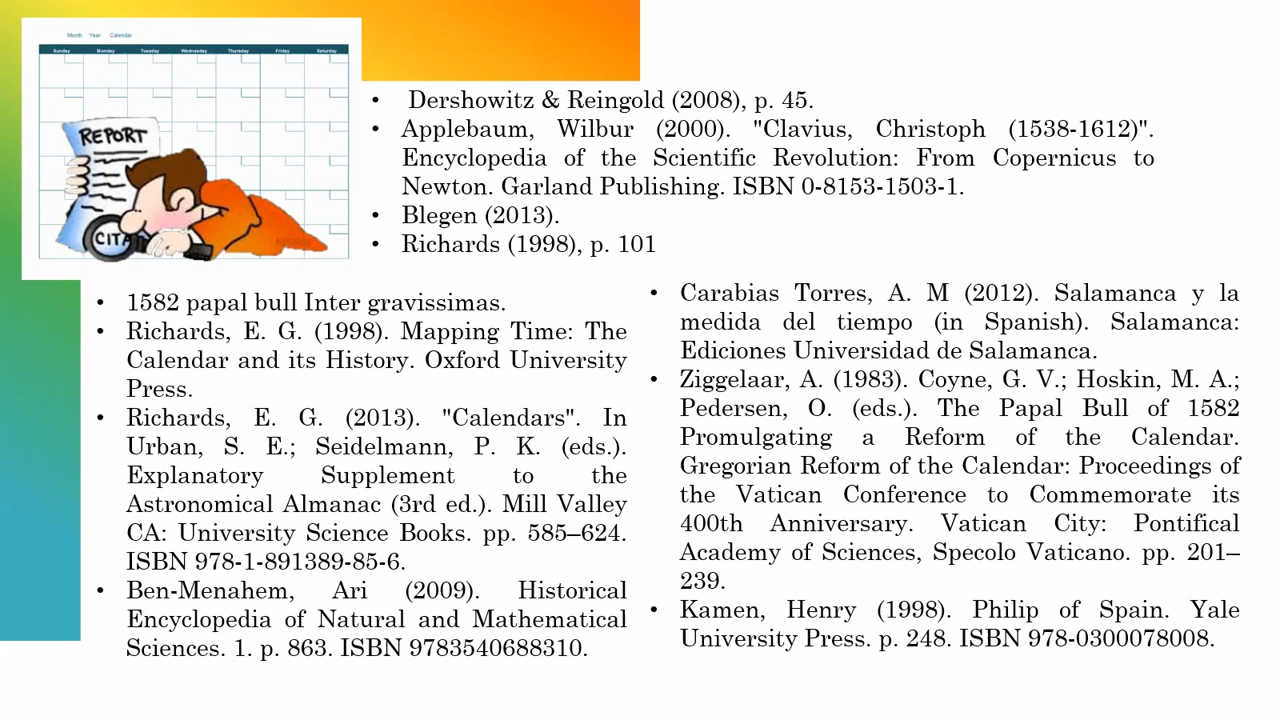 Month Year Calendar
Sunday Monday Tuesday Wednesday Thursday Friday Saturday
REPORT
CITA
• Dershowitz & Reingold (2008), p. 45.
• Applebaum, Wilbur (2000). "Clavius, Christoph (1538-1612)".
Encyclopedia of the Scientific Revolution: From Copernicus to
Newton. Garland Publishing. ISBN 0-8153-1503-1.
• Blegen (2013).
• Richards (1998), p. 101
• 1582 papal bull Inter gravissimas.
• Richards, E. G. (1998). Mapping Time: The
Calendar and its History. Oxford University
Press.
• Richards, E. G. (2013). "Calendars". In
Urban, S. E.; Seidelmann, P. K. (eds.).
Explanatory Supplement to the
Astronomical Almanac (3rd ed.). Mill Valley
CA: University Science Books. pp. 585–624.
ISBN 978-1-891389-85-6.
• Ben-Menahem, Ari (2009). Historical
Encyclopedia of Natural and Mathematical
Sciences. 1. p. 863. ISBN 9783540688310.
• Carabias Torres, A. M (2012). Salamanca y la
medida del tiempo (in Spanish). Salamanca:
Ediciones Universidad de Salamanca.
• Ziggelaar, A. (1983). Coyne, G. V.; Hoskin, M. A.;
Pedersen, O. (eds.). The Papal Bull of 1582
Promulgating a Reform of the Calendar.
Gregorian Reform of the Calendar: Proceedings of
the Vatican Conference to Commemorate its
400th Anniversary. Vatican City: Pontifical
Academy of Sciences, Specolo Vaticano. pp. 201–
239.
• Kamen, Henry (1998). Philip of Spain. Yale
University Press. p. 248. ISBN 978-0300078008.